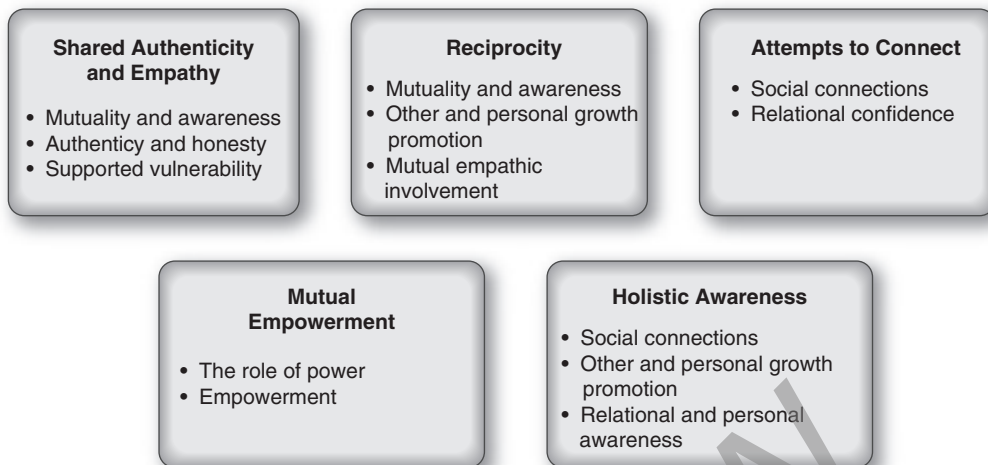 Shared Authenticity
and Empathy
• Mutuality and awareness
• Authenticy and honesty
• Supported vulnerability
Reciprocity
• Mutuality and awareness
• Other and personal growth
promotion
• Mutual empathic
involvement
Attempts to Connect
• Social connections
• Relational confidence
Mutual
Empowerment
• The role of power
• Empowerment
Holistic Awareness
• Social connections
• Other and personal growth
promotion
• Relational and personal
awareness